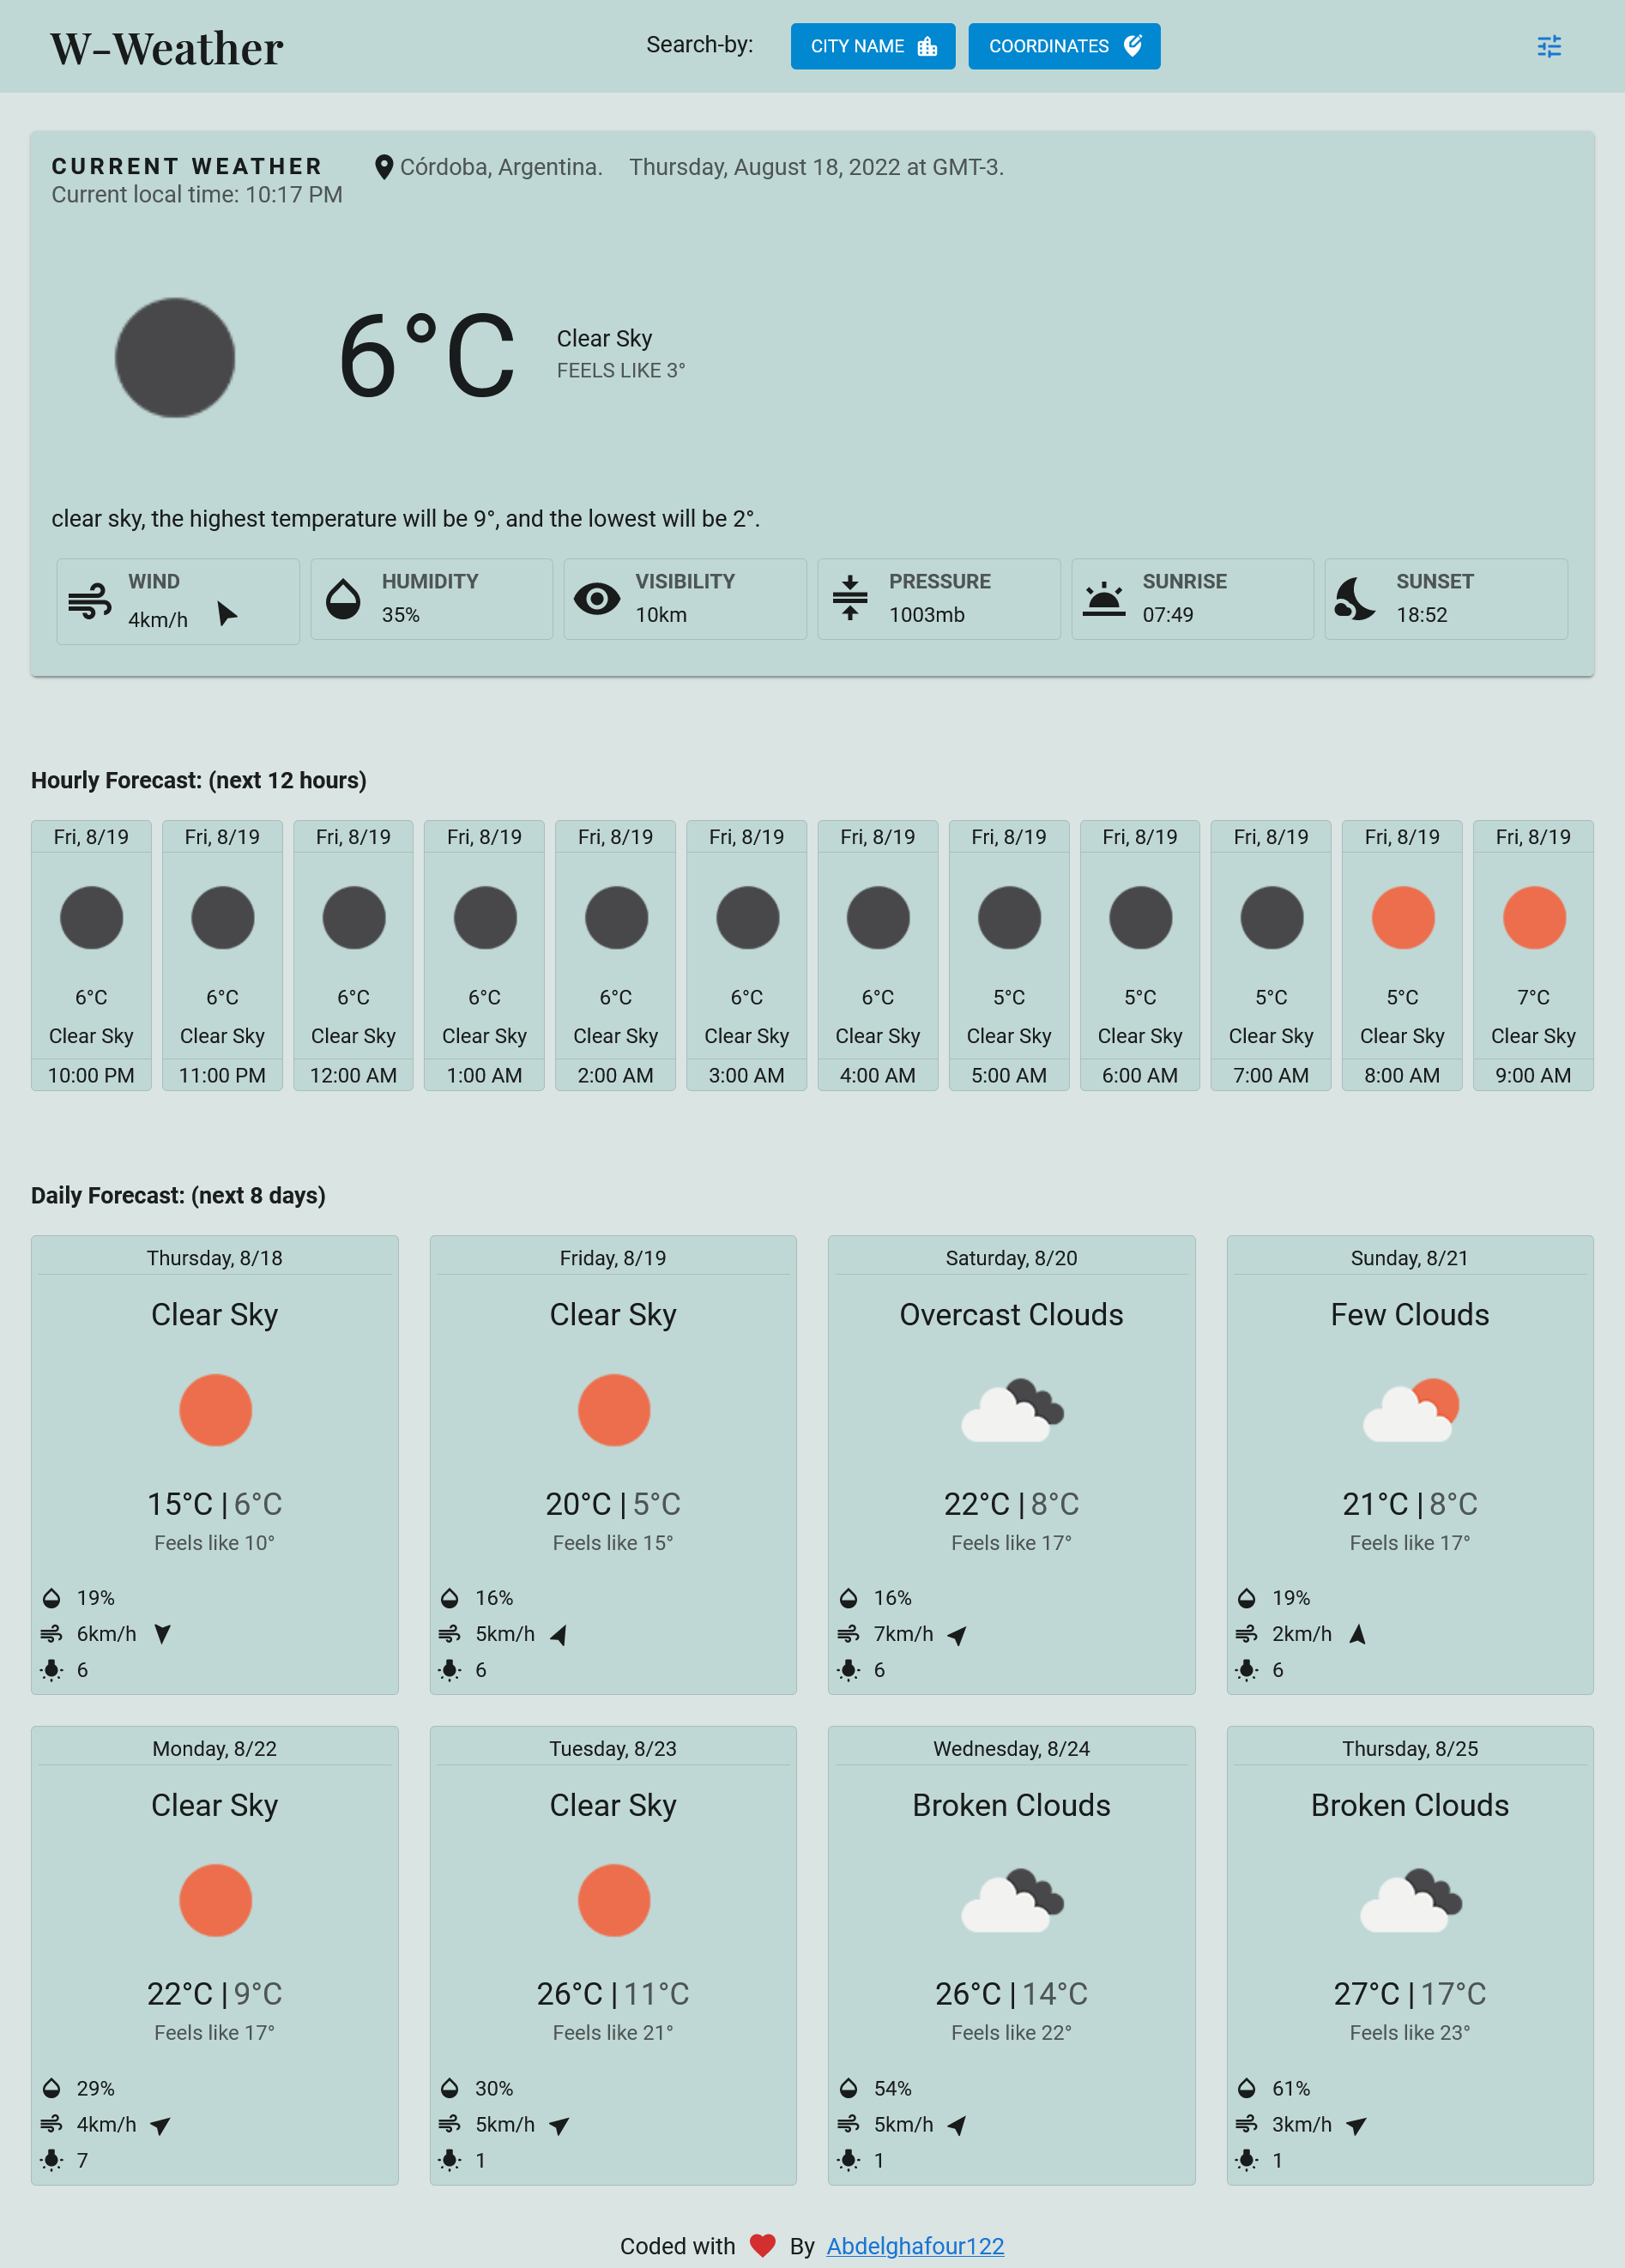 W-Weather
Search-by:
CITY NAME
COORDINATES
CURRENT WEATHER
Córdoba, Argentina.
Thursday, August 18, 2022 at GMT-3.
Current local time: 10:17 PM
6°C
Clear Sky
FEELS LIKE 3°
clear sky, the highest temperature will be 9°, and the lowest will be 2°.
WIND
4km/h
HUMIDITY
35%
VISIBILITY
10km
PRESSURE
1003mb
SUNRISE
07:49
SUNSET
18:52
Hourly Forecast: (next 12 hours)
Fri, 8/19
6°C
Clear Sky
10:00 PM
Fri, 8/19
6°C
Clear Sky
11:00 PM
Fri, 8/19
6°C
Clear Sky
12:00 AM
Fri, 8/19
6°C
Clear Sky
1:00 AM
Fri, 8/19
6°C
Clear Sky
2:00 AM
Fri, 8/19
6°C
Clear Sky
3:00 AM
Fri, 8/19
6°C
Clear Sky
4:00 AM
Fri, 8/19
5°C
Clear Sky
5:00 AM
Fri, 8/19
5°C
Clear Sky
6:00 AM
Fri, 8/19
5°C
Clear Sky
7:00 AM
Fri, 8/19
5°C
Clear Sky
8:00 AM
Fri, 8/19
7°C
Clear Sky
9:00 AM
Daily Forecast: (next 8 days)
Thursday, 8/18
Clear Sky
15°C | 6°C
Feels like 10°
19%
6km/h
6
Friday, 8/19
Clear Sky
20°C | 5°C
Feels like 15°
16%
5km/h
6
Saturday, 8/20
Overcast Clouds
22°C | 8°C
Feels like 17°
16%
7km/h
6
Sunday, 8/21
Few Clouds
21°C | 8°C
Feels like 17°
19%
2km/h
6
Monday, 8/22
Clear Sky
22°C | 9°C
Feels like 17°
29%
4km/h
7
Tuesday, 8/23
Clear Sky
26°C | 11°C
Feels like 21°
30%
5km/h
1
Wednesday, 8/24
Broken Clouds
26°C | 14°C
Feels like 22°
54%
5km/h
1
Thursday, 8/25
Broken Clouds
27°C | 17°C
Feels like 23°
61%
3km/h
1
Coded with By Abdelghafour122